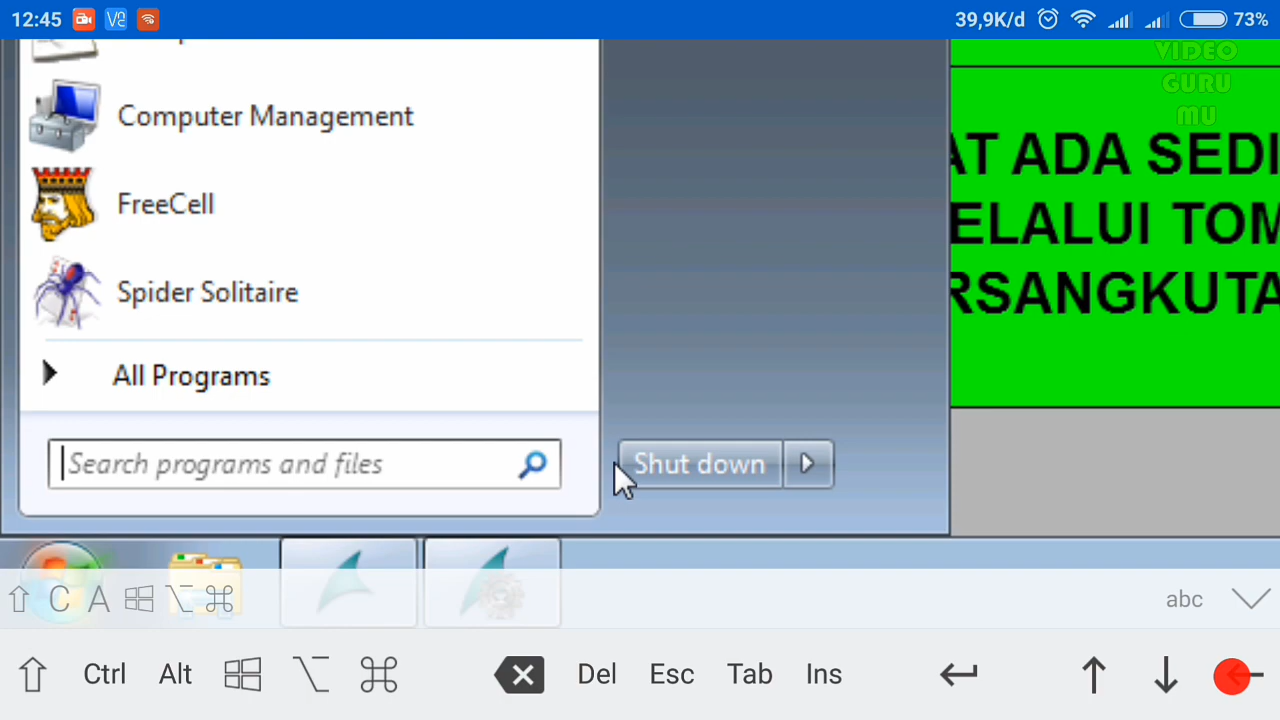 12:45
39,9K/d
73%
VIDEO
GURU
MU
Computer Management
AT ADA SEDI
FreeCell
ELALUI TOM
Spider Solitaire
RSANGKUTA
All Programs
Search programs and files
Shut down
C A
abc
Ctrl Alt Del Esc Tab Ins